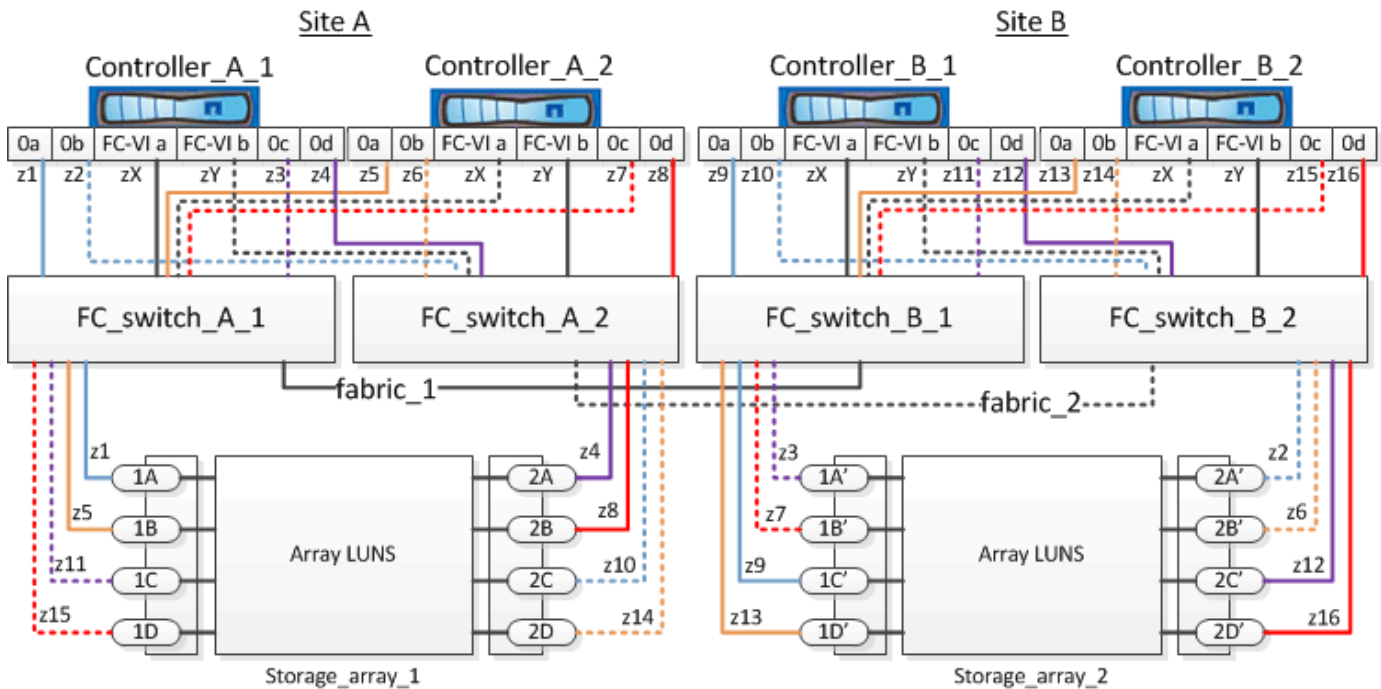 Site A Site B
Controller_A_1 Controller_A_2 Controller_B_1 Controller_B_2
0a 0b FC-VI a FC-VI b 0c 0d 0a 0b FC-VI a FC-VI b 0c 0d 0a 0b FC-VI a FC-VI b 0c 0d 0a 0b FC-VI a FC-VI b 0c 0d
z1 z2 zX zY z3 z4 z5 z6 zX zY z7 z8 z9 z10 zX zY z11 z12 z13 z14 zX zY z15 z16
FC_switch_A_1 FC_switch_A_2 FC_switch_B_1 FC_switch_B_2
fabric_1 fabric_2
z1 z4 z3 z2
1A 2A 1A' 2A'
z5 z8 z7 z6
1B 2B 1B' 2B'
Array LUNS Array LUNS
z11 z10 z9 z12
1C 2C 1C' 2C'
z15 z14 z13 z16
1D 2D 1D' 2D'
Storage_array_1 Storage_array_2